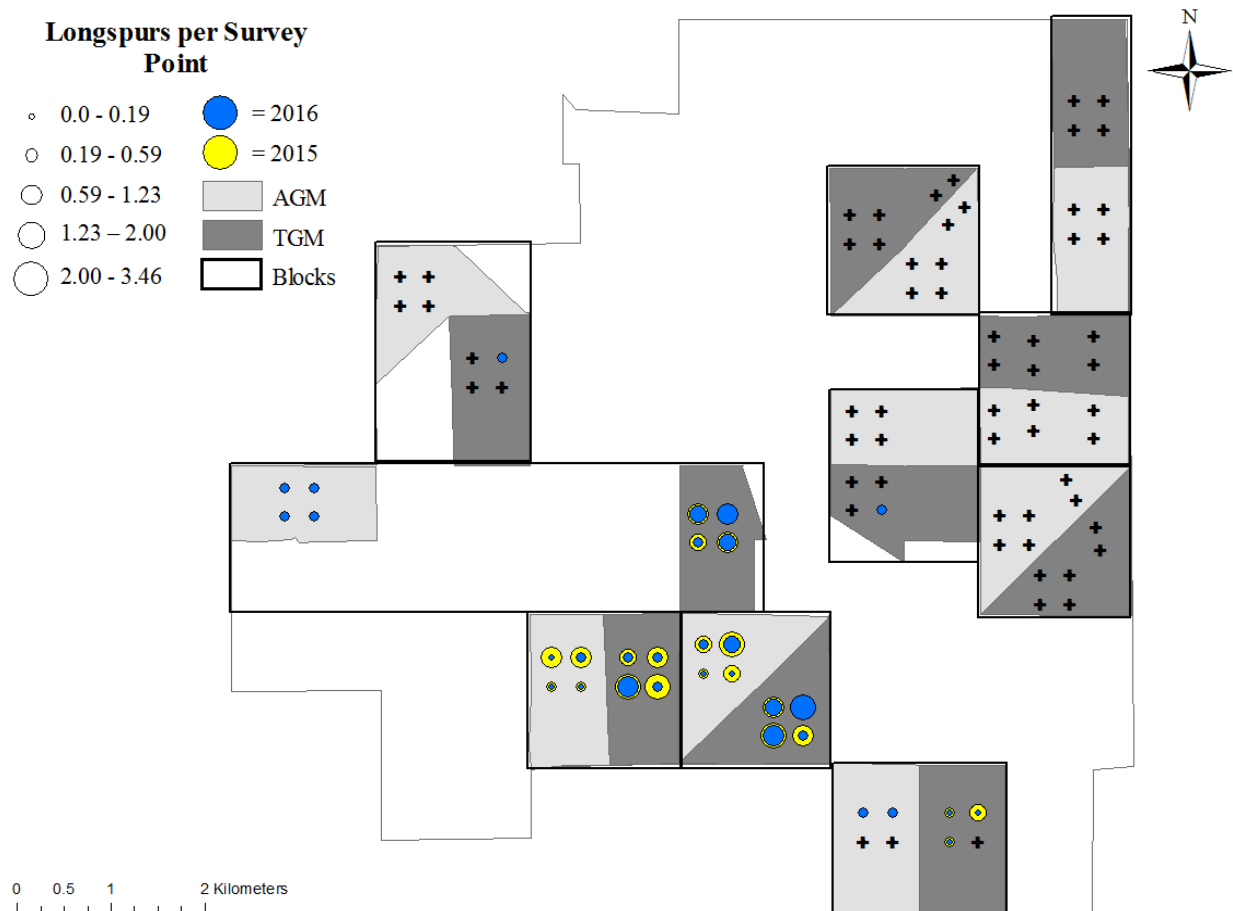 Longspurs per Survey
Point
0.0 - 0.19
0.19 - 0.59
0.59 - 1.23
1.23 – 2.00
2.00 - 3.46
= 2016
= 2015
AGM
TGM
Blocks
N
0 0.5 1 2 Kilometers